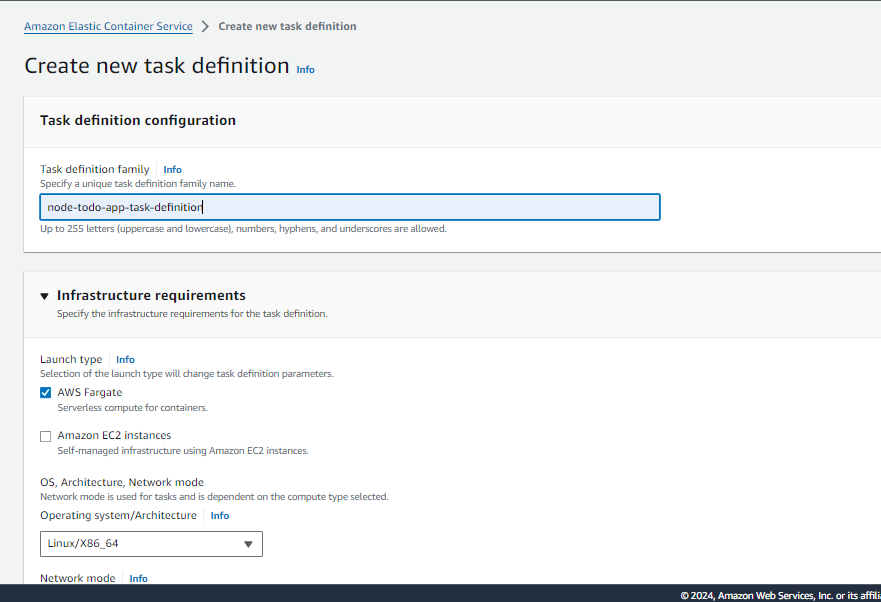 Amazon Elastic Container Service > Create new task definition
Create new task definition Info
Task definition configuration
Task definition family Info
Specify a unique task definition family name.
node-todo-app-task-definition
Up to 255 letters (uppercase and lowercase), numbers, hyphens, and underscores are allowed.
Infrastructure requirements
Specify the infrastructure requirements for the task definition.
Launch type Info
Selection of the launch type will change task definition parameters.
AWS Fargate
Serverless compute for containers.
Amazon EC2 instances
Self-managed infrastructure using Amazon EC2 instances.
OS, Architecture, Network mode
Network mode is used for tasks and is dependent on the compute type selected.
Operating system/Architecture Info
Linux/X86_64
Network mode Info
© 2024, Amazon Web Services, Inc. or its affili